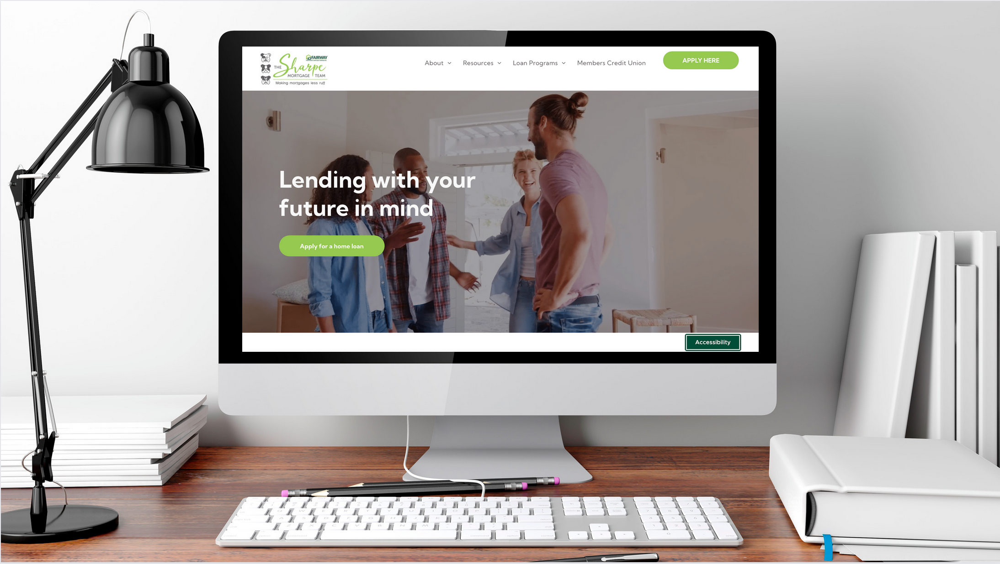 FAIRWAY
THE Sharpe
MORTGAGE TEAM
Making mortgages less ruff
About
Resources
Loan Programs
Members Credit Union
APPLY HERE
Lending with your
future in mind
Apply for a home loan
Accessibility